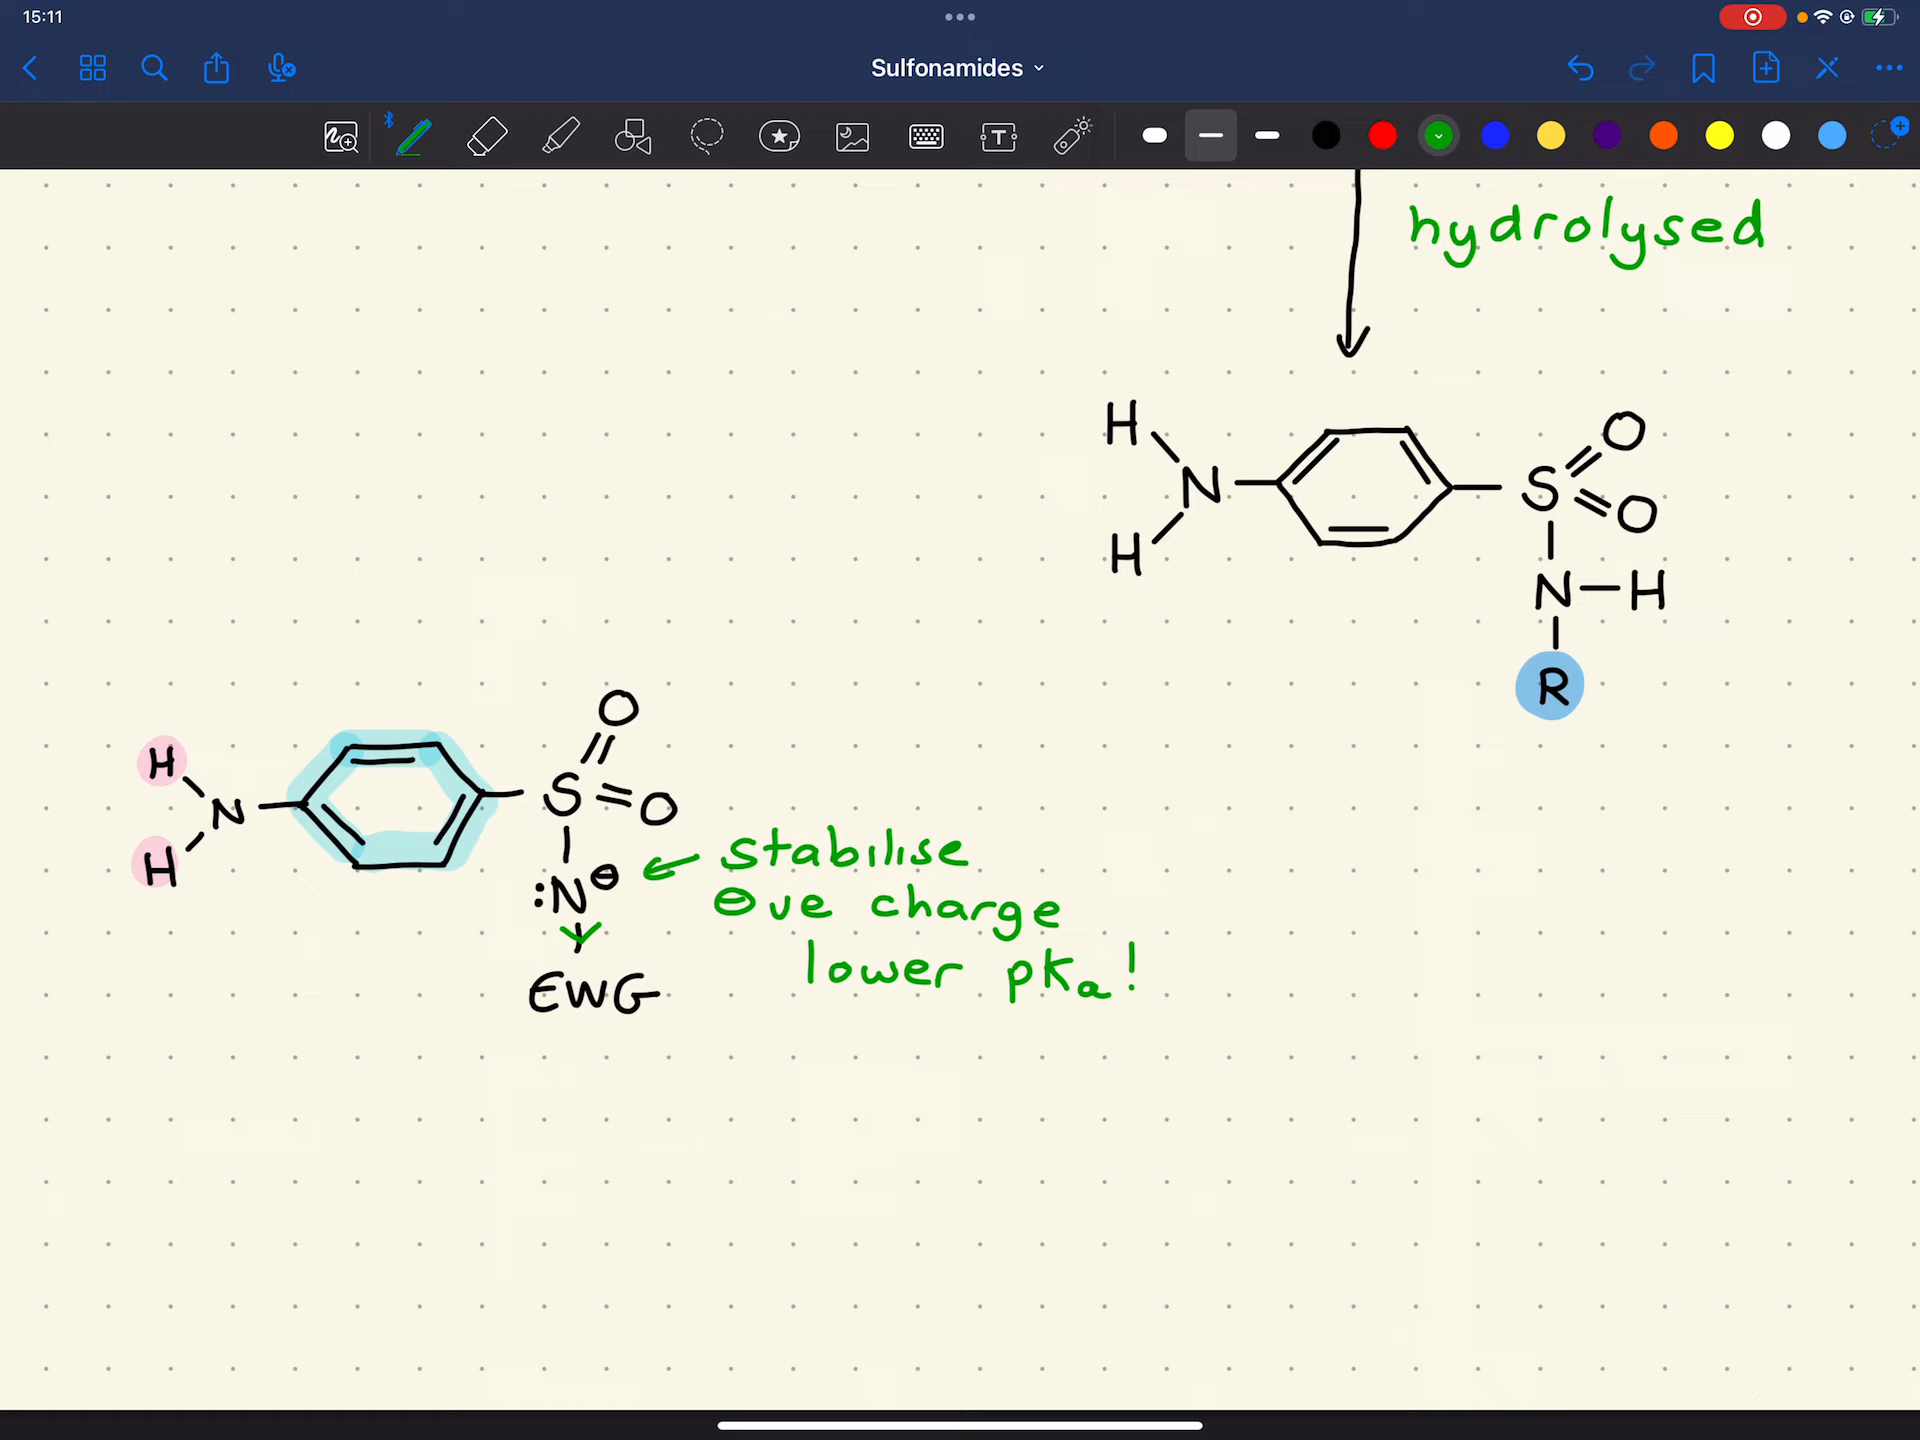 15:11
Sulfonamides
T
hydrolysed
H
O
N
S
O
H
N H
R
O
H
N
S O
H
stabilise
:N⊖
⊖ve charge
lower pKa!
EWG